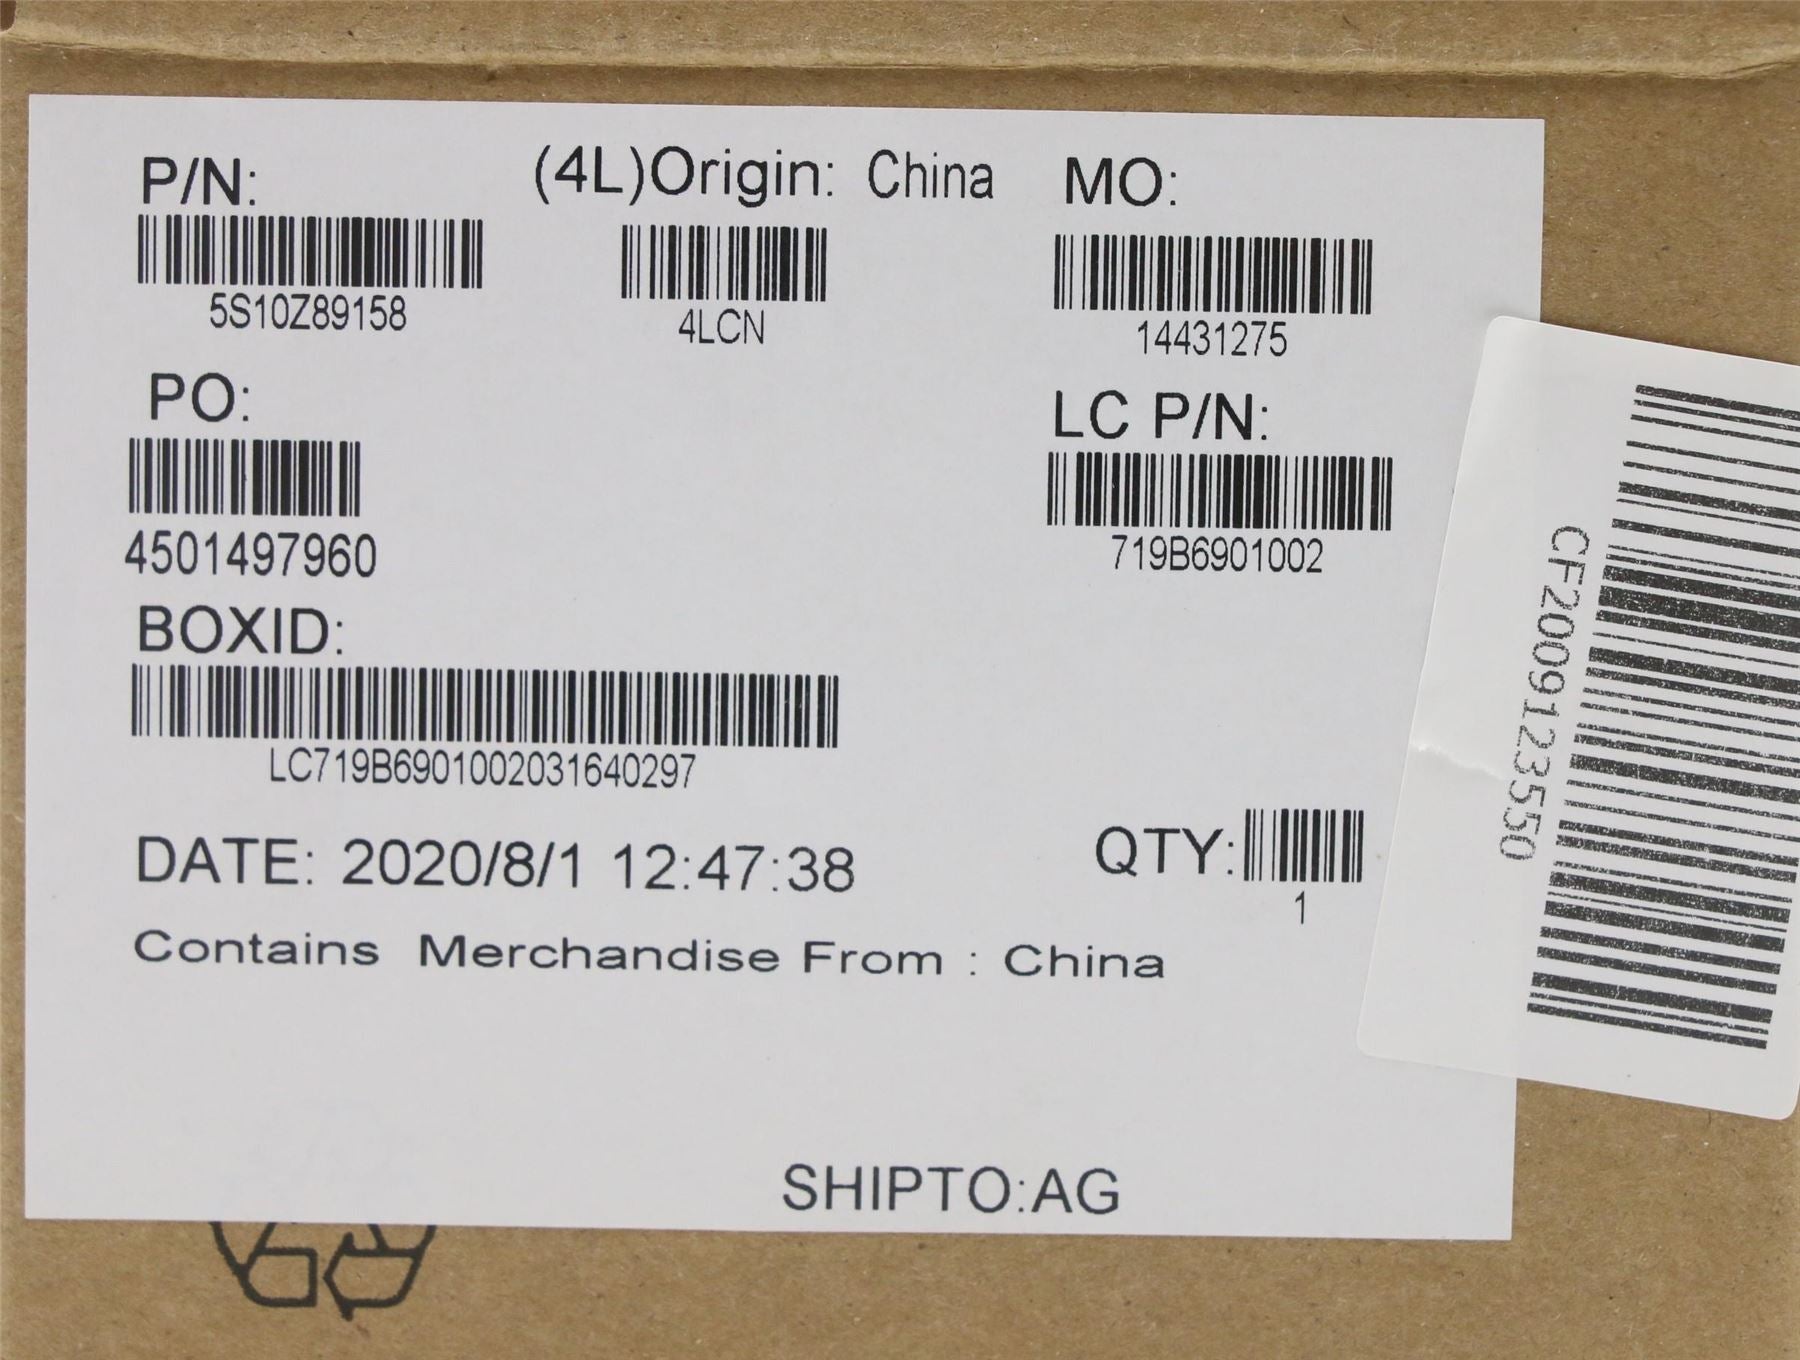 P/N:
(4L)Origin: China
MO:
5S10Z89158
4LCN
14431275
PO:
LC P/N:
4501497960
719B6901002
BOXID:
LC719B6901002031640297
DATE: 2020/8/1 12:47:38
QTY:
1
Contains Merchandise From : China
SHIPTO:AG
CF2009123550